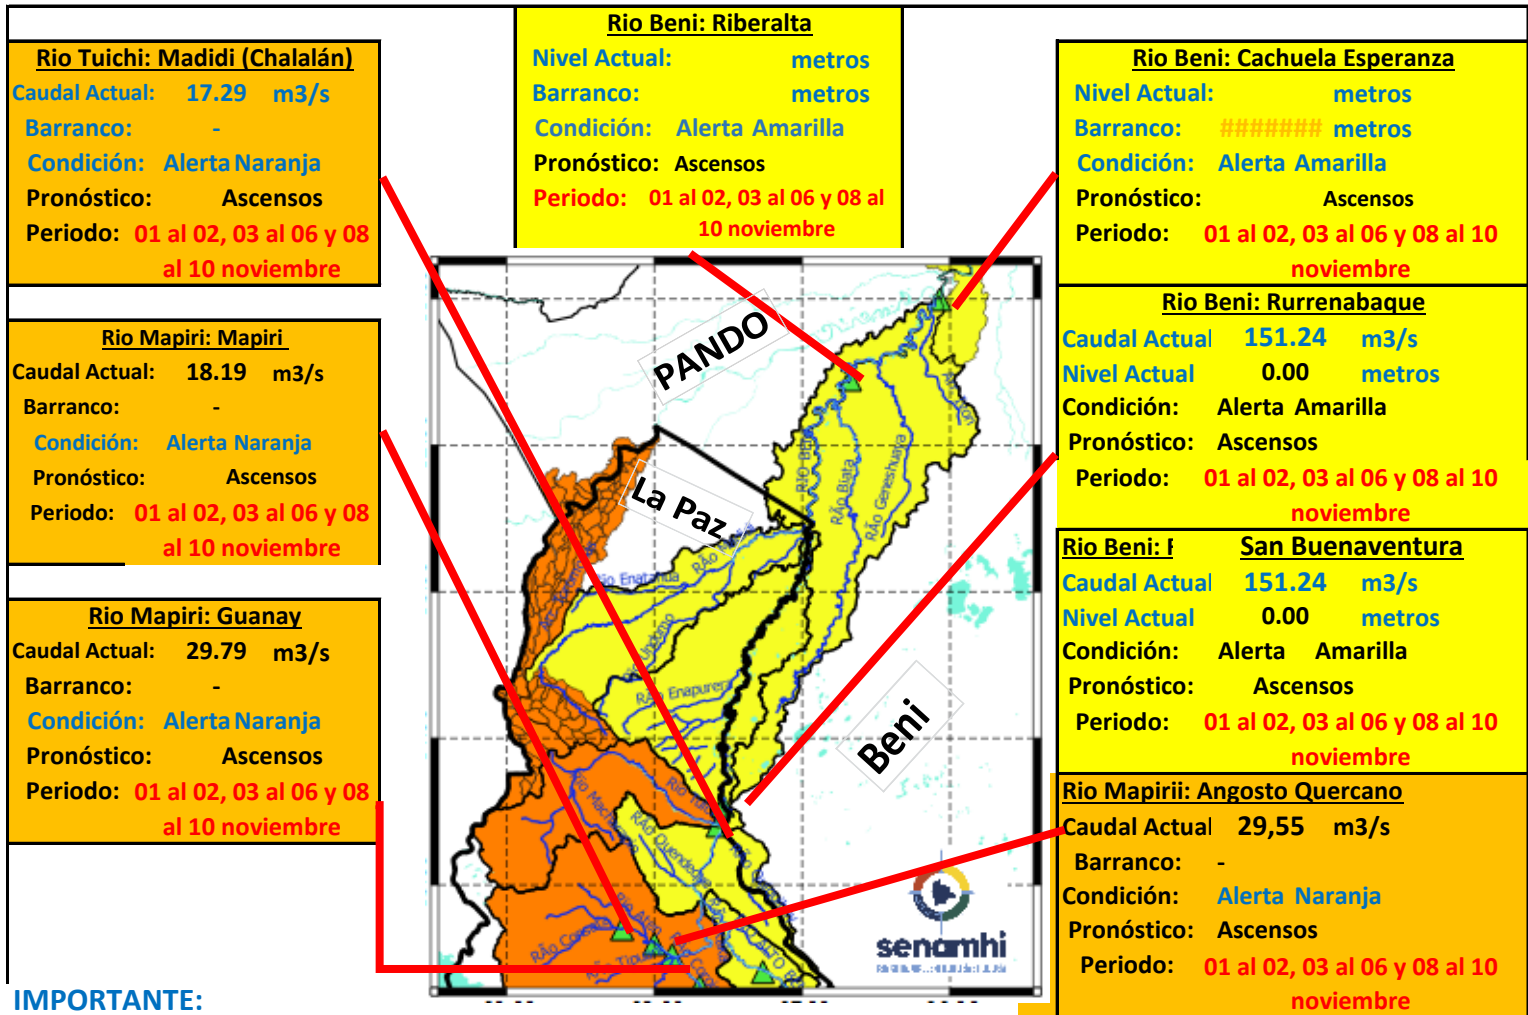 Rio Tuichi: Madidi (Chalalán)
Caudal Actual: 17.29 m3/s
Barranco: -
Condición: Alerta Naranja
Pronóstico: Ascensos
Periodo: 01 al 02, 03 al 06 y 08
al 10 noviembre
Rio Mapiri: Mapiri
Caudal Actual: 18.19 m3/s
Barranco: -
Condición: Alerta Naranja
Pronóstico: Ascensos
Periodo: 01 al 02, 03 al 06 y 08
al 10 noviembre
Rio Mapiri: Guanay
Caudal Actual: 29.79 m3/s
Barranco: -
Condición: Alerta Naranja
Pronóstico: Ascensos
Periodo: 01 al 02, 03 al 06 y 08
al 10 noviembre
Rio Beni: Riberalta
Nivel Actual: metros
Barranco: metros
Condición: Alerta Amarilla
Pronóstico: Ascensos
Periodo: 01 al 02, 03 al 06 y 08 al
10 noviembre
Rio Beni: Cachuela Esperanza
Nivel Actual: metros
Barranco: ####### metros
Condición: Alerta Amarilla
Pronóstico: Ascensos
Periodo: 01 al 02, 03 al 06 y 08 al 10
noviembre
Rio Beni: Rurrenabaque
Caudal Actual 151.24 m3/s
Nivel Actual 0.00 metros
Condición: Alerta Amarilla
Pronóstico: Ascensos
Periodo: 01 al 02, 03 al 06 y 08 al 10
noviembre
Rio Beni: San Buenaventura
Caudal Actual 151.24 m3/s
Nivel Actual 0.00 metros
Condición: Alerta Amarilla
Pronóstico: Ascensos
Periodo: 01 al 02, 03 al 06 y 08 al 10
noviembre
Rio Mapirii: Angosto Quercano
Caudal Actual 29,55 m3/s
Barranco: -
Condición: Alerta Naranja
Pronóstico: Ascensos
Periodo: 01 al 02, 03 al 06 y 08 al 10
noviembre
PANDO
La Paz
Beni
RÃo Biata
RÃo Geneshuaya
RÃo Enapurera
RÃo Quendeque
senamhi
IMPORTANTE: